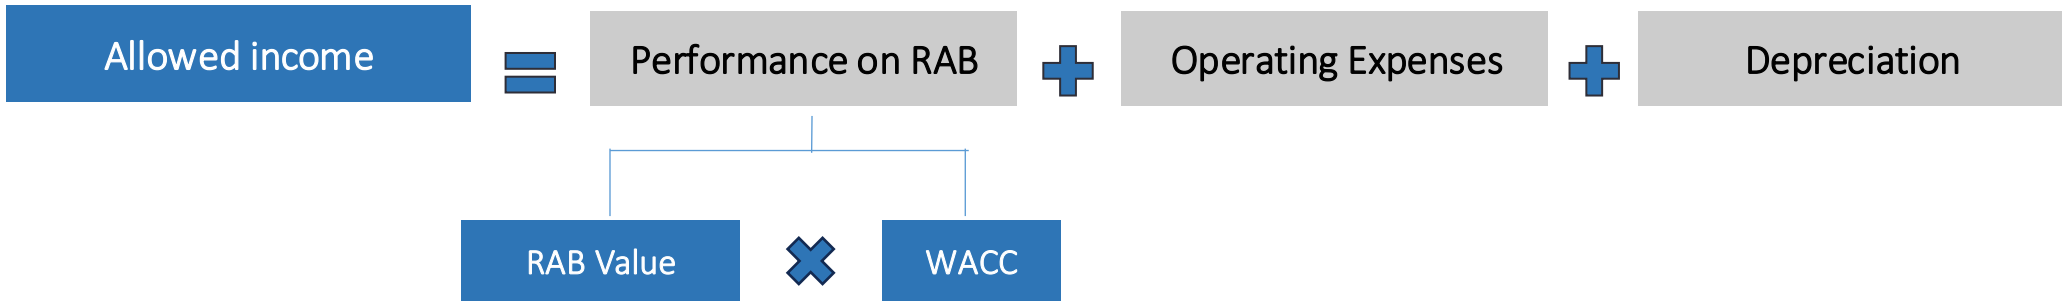 Allowed income
Performance on RAB
Operating Expenses
Depreciation
RAB Value
WACC